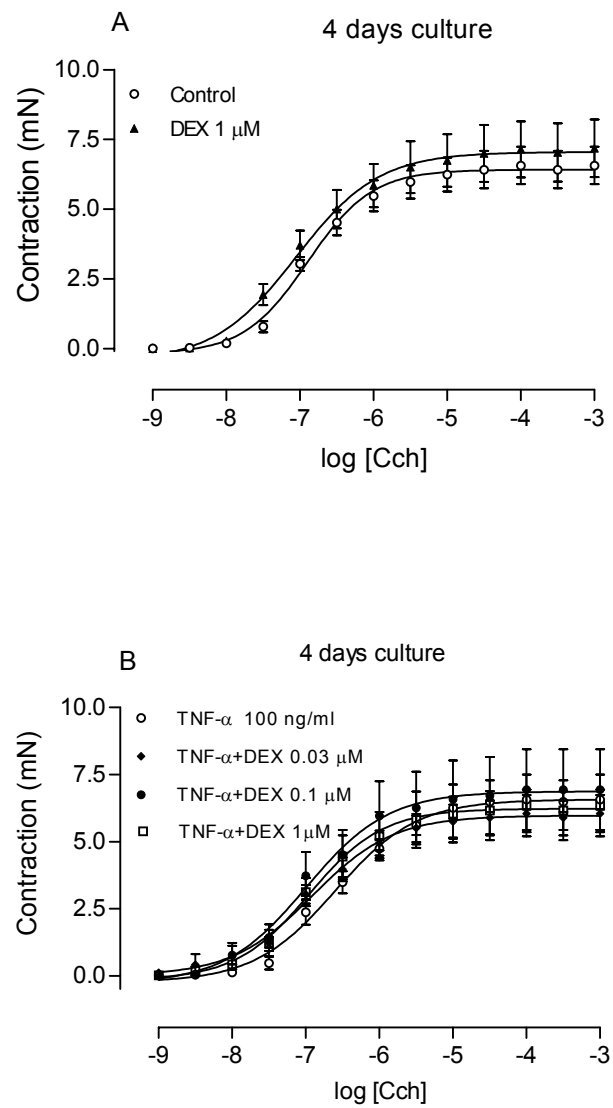 A
4 days culture
10.0
7.5
5.0
2.5
0.0
Contraction (mN)
Control
DEX 1 μM
-9 -8 -7 -6 -5 -4 -3
log [Cch]
B
4 days culture
10.0
7.5
5.0
2.5
0.0
Contraction (mN)
TNF-α 100 ng/ml
TNF-α+DEX 0.03 μM
TNF-α+DEX 0.1 μM
TNF-α+DEX 1μM
-9 -8 -7 -6 -5 -4 -3
log [Cch]